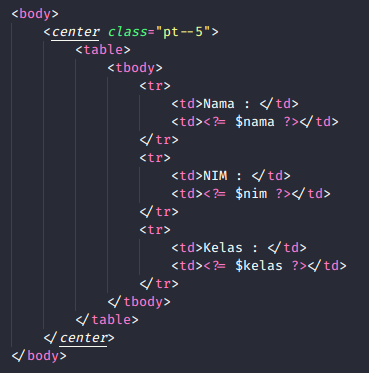 <body>
<center class="pt--5">
<table>
<tbody>
<tr>
<td>Nama : </td>
<td><?= $nama ?></td>
</tr>
<tr>
<td>NIM : </td>
<td><?= $nim ?></td>
</tr>
<tr>
<td>Kelas : </td>
<td><?= $kelas ?></td>
</tr>
</tbody>
</table>
</center>
</body>